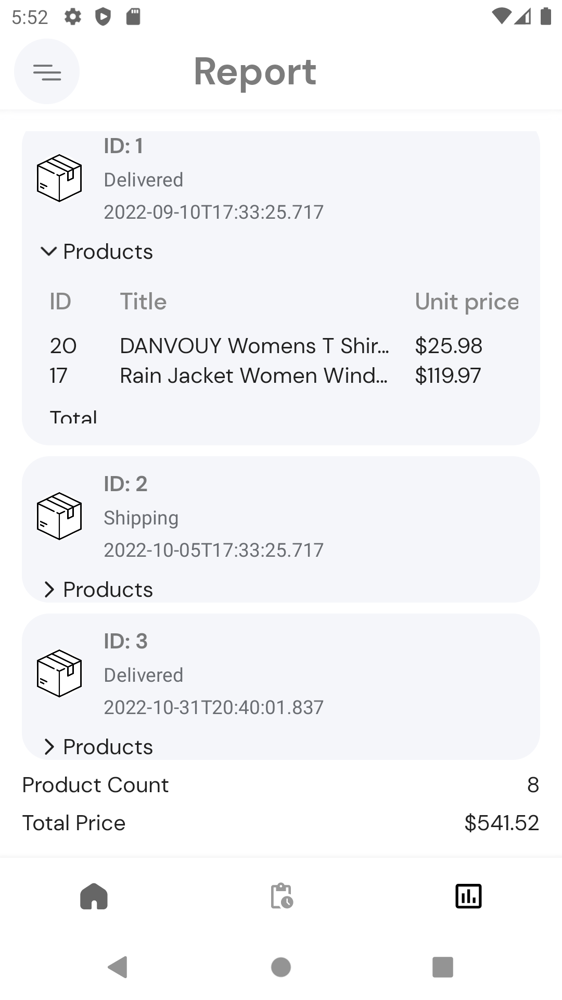 5:52
Report
ID: 1
Delivered
2022-09-10T17:33:25.717
Products
ID Title Unit price
20 DANVOUY Womens T Shir... $25.98
17 Rain Jacket Women Wind... $119.97
Total
ID: 2
Shipping
2022-10-05T17:33:25.717
Products
ID: 3
Delivered
2022-10-31T20:40:01.837
Products
Product Count 8
Total Price $541.52